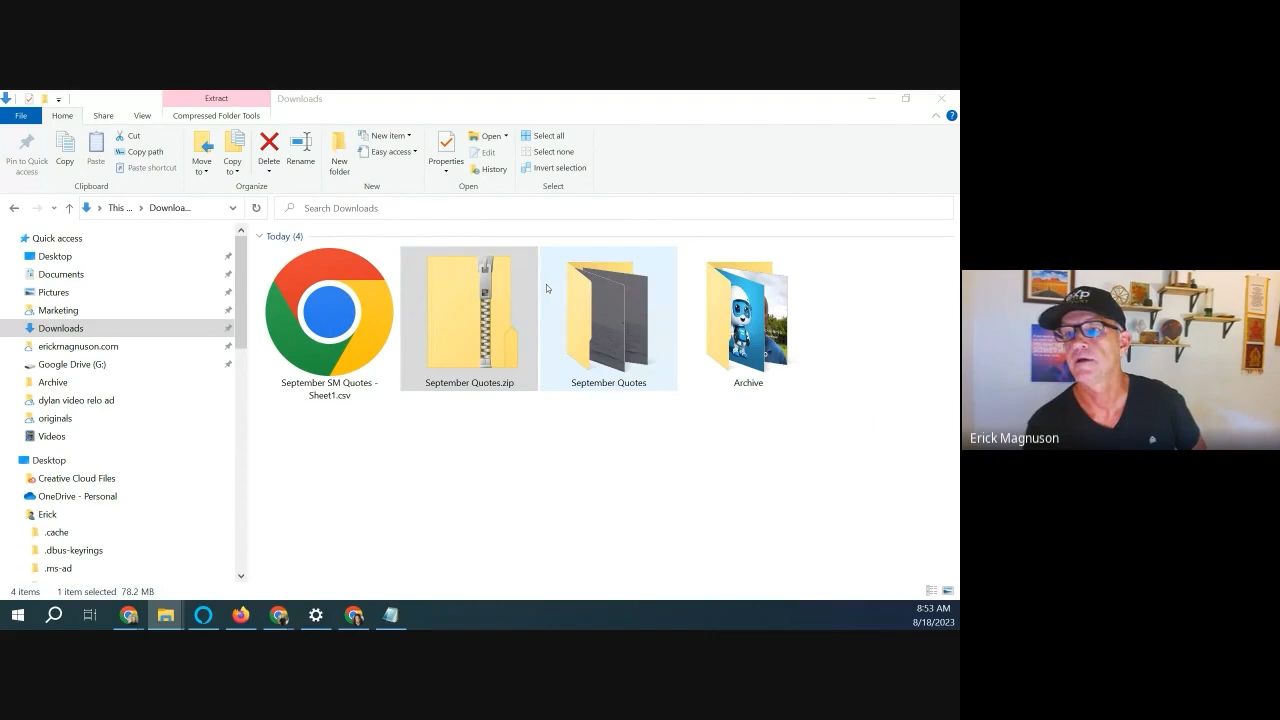 Extract
Downloads
File
Home
Share
View
Compressed Folder Tools
?
Pin to Quick
access
Copy
Paste
Cut
Copy path
Paste shortcut
Clipboard
Move
to
Copy
to
Delete
Rename
Organize
New
folder
New item
Easy access
New
Properties
Open
Edit
History
Open
Select all
Select none
Invert selection
Select
This ...
Downloa...
Search Downloads
Quick access
Desktop
Documents
Pictures
Marketing
Downloads
erickmagnuson.com
Google Drive (G:)
Archive
dylan video relo ad
originals
Videos
Desktop
Creative Cloud Files
OneDrive - Personal
Erick
.cache
.dbus-keyrings
.ms-ad
Today (4)
September SM Quotes -
Sheet1.csv
September Quotes.zip
September Quotes
Archive
4 items
1 item selected 78.2 MB
8:53 AM
8/18/2023
Erick Magnuson